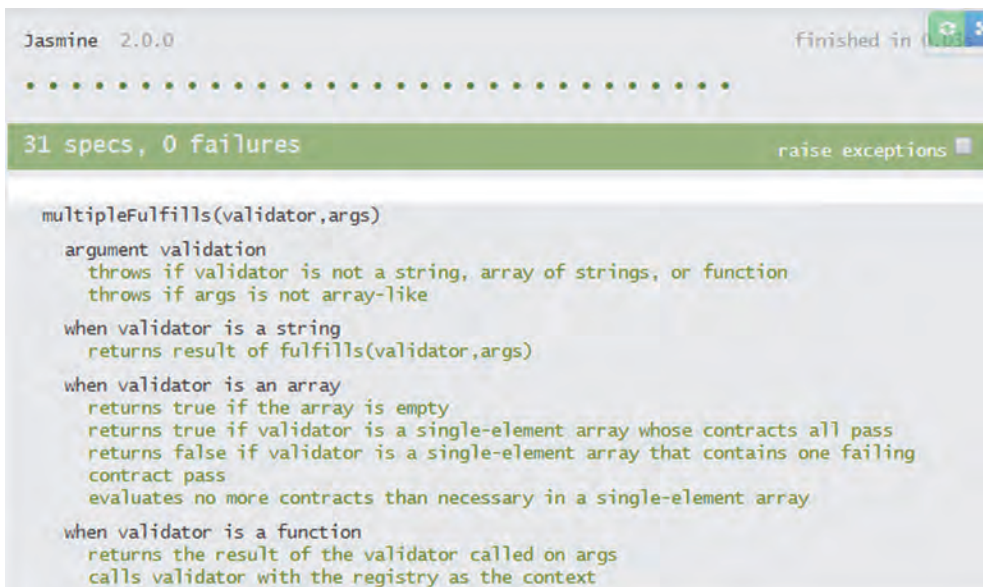 Jasmine 2.0.0 finished in 0.03s
31 specs, 0 failures raise exceptions
multipleFulfills(validator,args)
argument validation
throws if validator is not a string, array of strings, or function
throws if args is not array-like
when validator is a string
returns result of fulfills(validator,args)
when validator is an array
returns true if the array is empty
returns true if validator is a single-element array whose contracts all pass
returns false if validator is a single-element array that contains one failing
contract pass
evaluates no more contracts than necessary in a single-element array
when validator is a function
returns the result of the validator called on args
calls validator with the registry as the context